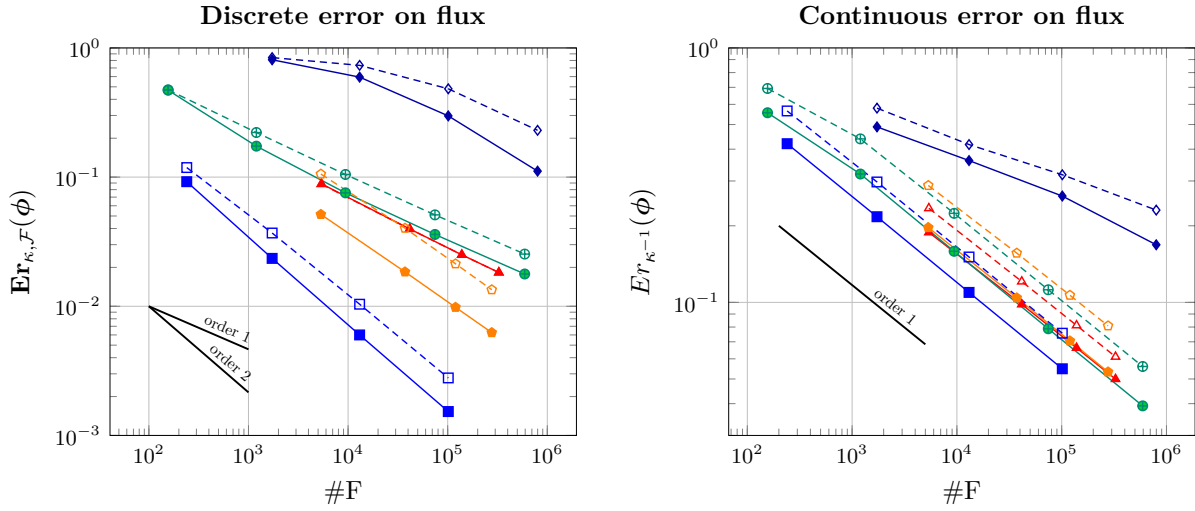 Discrete error on flux
10^0
10^-1
10^-2
10^-3
Er_κ,F(ϕ)
order 1
order 2
10^2 10^3 10^4 10^5 10^6
#F
Continuous error on flux
10^0
10^-1
Er_κ^-1(ϕ)
order 1
10^2 10^3 10^4 10^5 10^6
#F